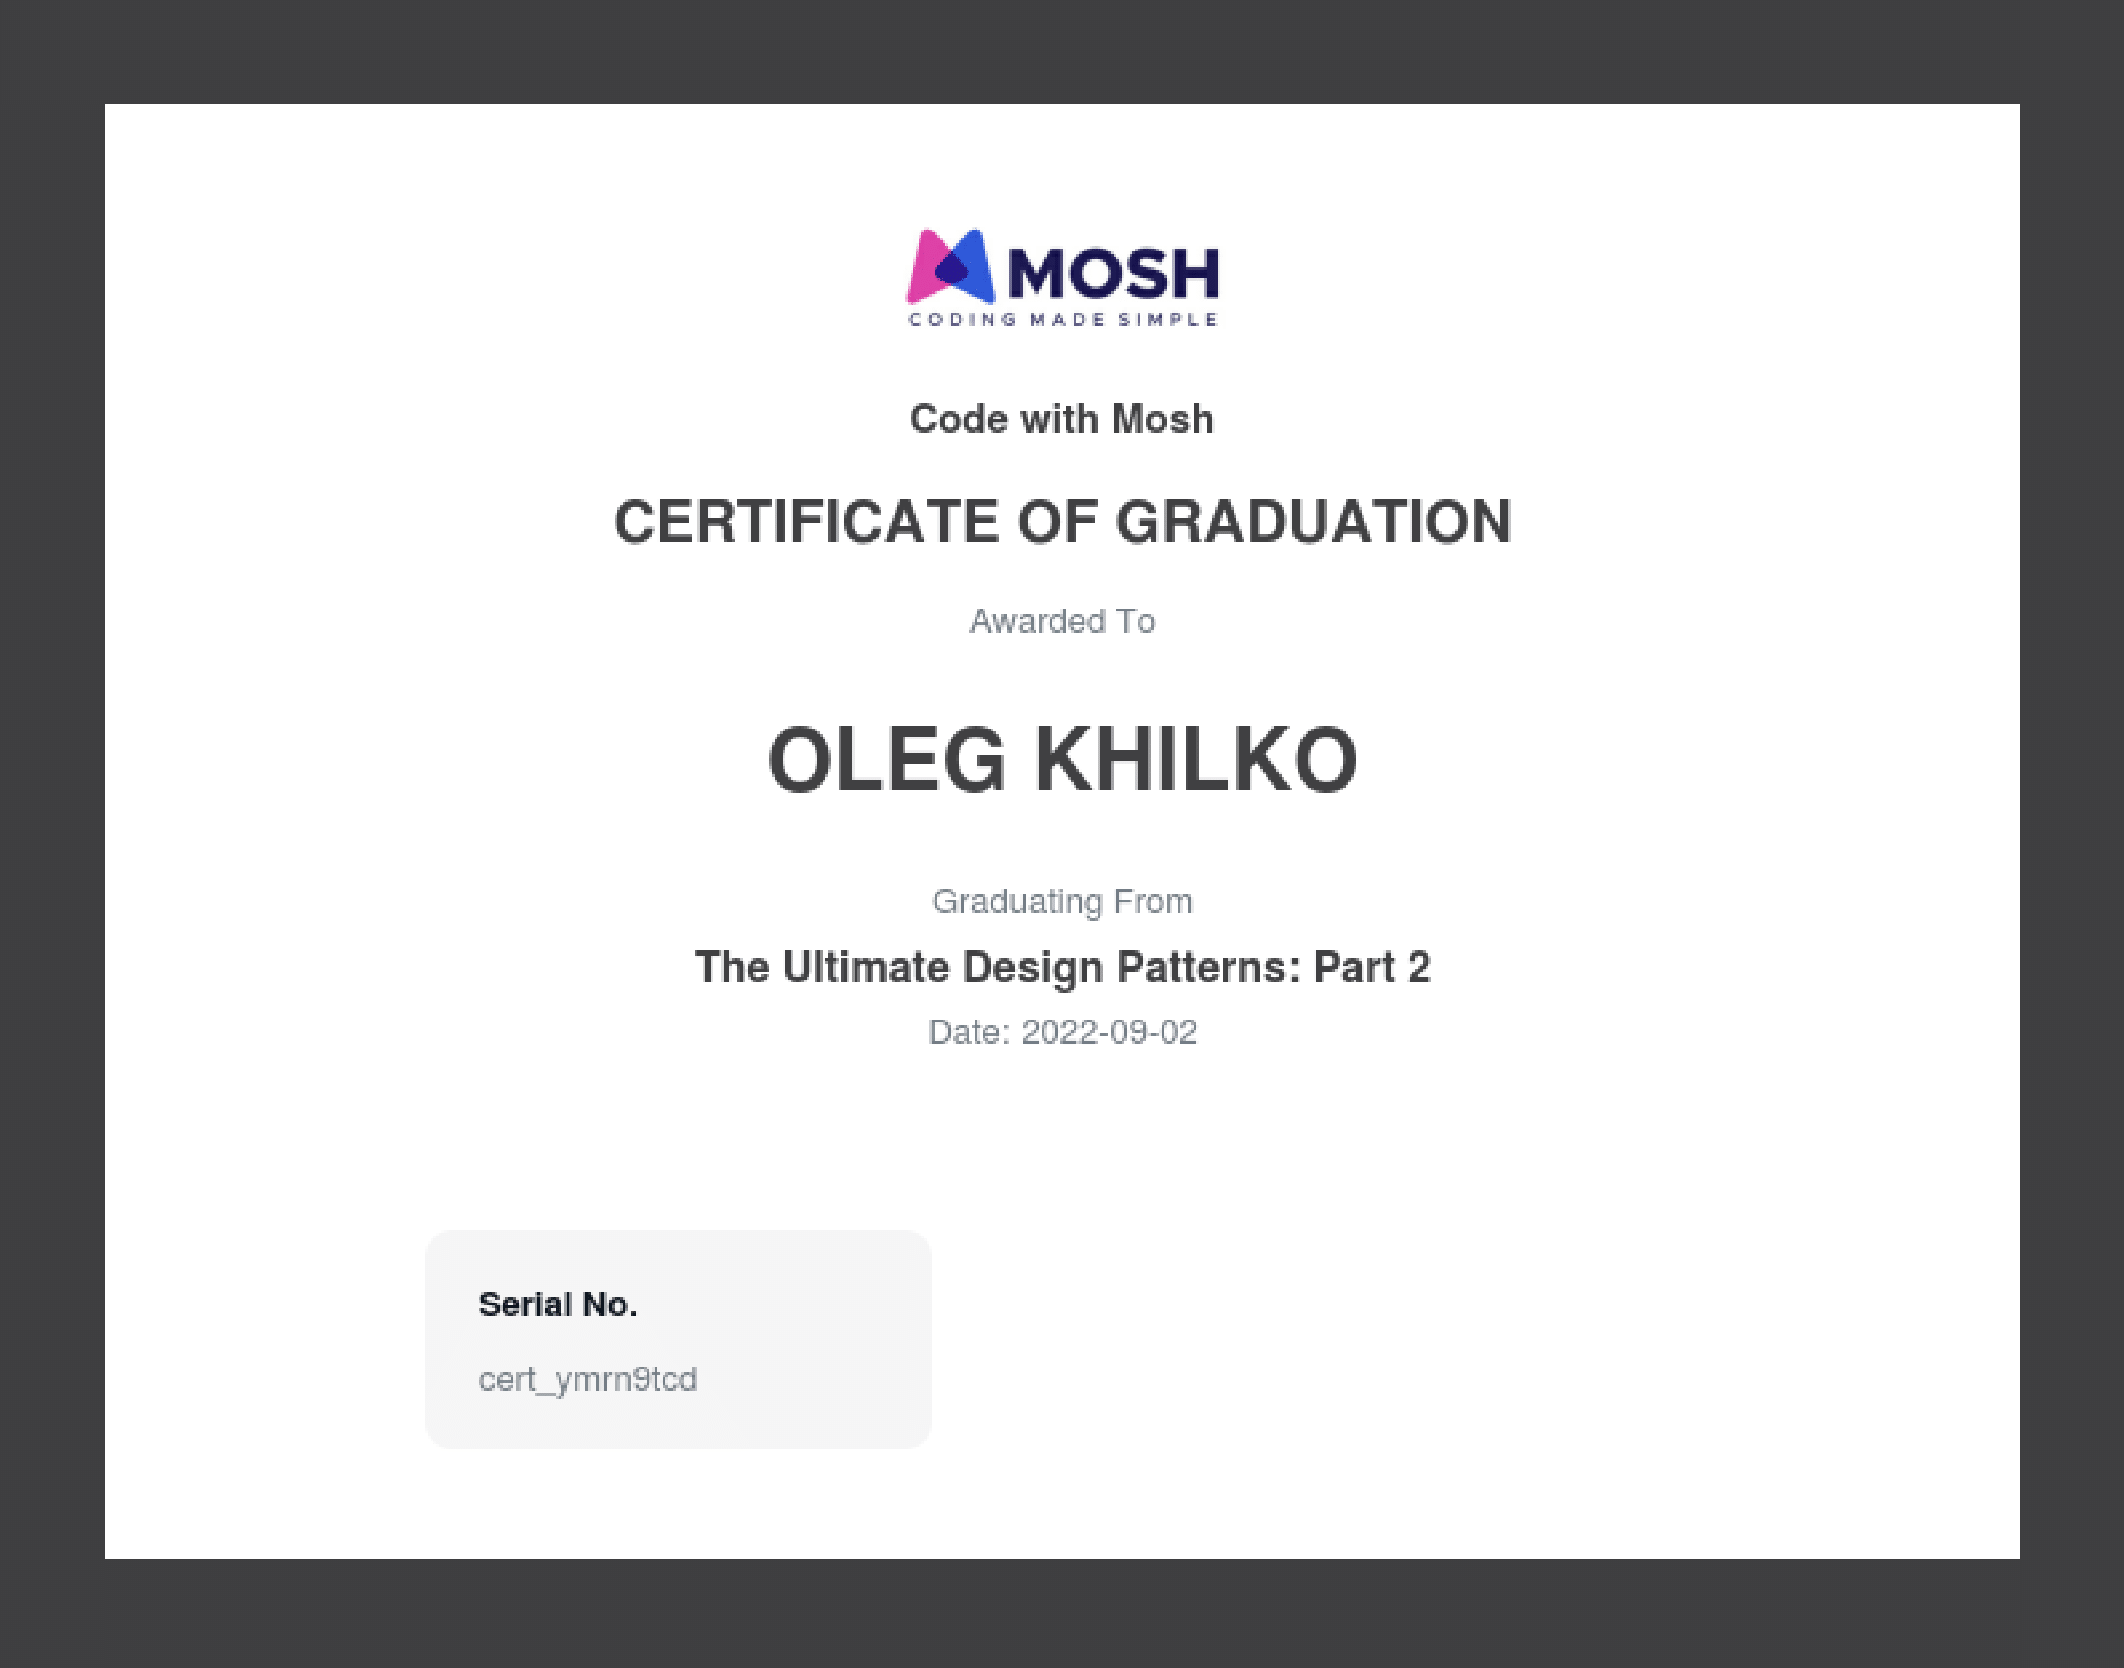 MOSH
CODING MADE SIMPLE
Code with Mosh
CERTIFICATE OF GRADUATION
Awarded To
OLEG KHILKO
Graduating From
The Ultimate Design Patterns: Part 2
Date: 2022-09-02
Serial No.
cert_ymrn9tcd